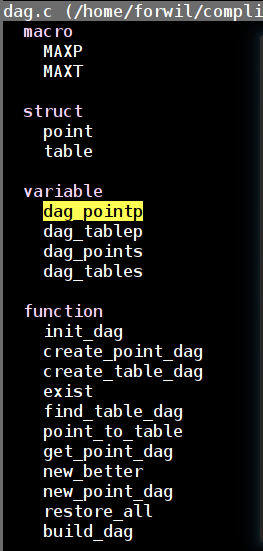 dag.c (/home/forwil/compli
macro
MAXP
MAXT
struct
point
table
variable
dag_pointp
dag_tablep
dag_points
dag_tables
function
init_dag
create_point_dag
create_table_dag
exist
find_table_dag
point_to_table
get_point_dag
new_better
new_point_dag
restore_all
build_dag